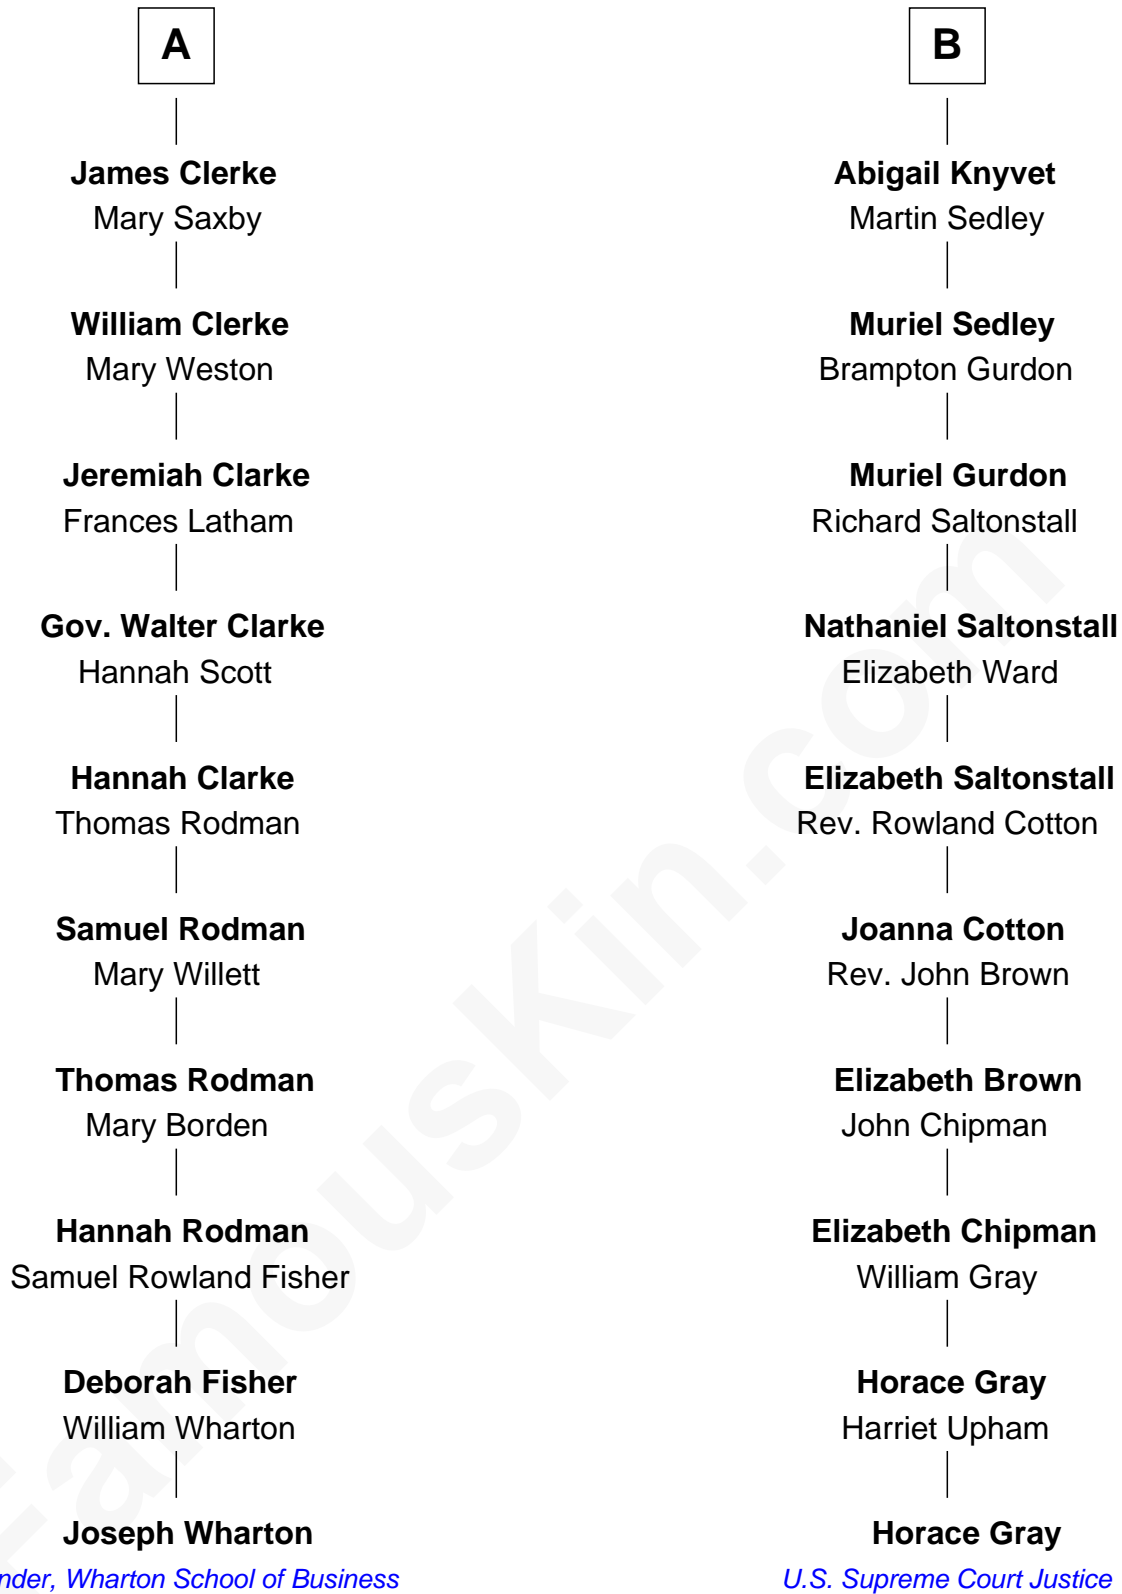 A
James Clerke
Mary Saxby
William Clerke
Mary Weston
Jeremiah Clarke
Frances Latham
Gov. Walter Clarke
Hannah Scott
Hannah Clarke
Thomas Rodman
Samuel Rodman
Mary Willett
Thomas Rodman
Mary Borden
Hannah Rodman
Samuel Rowland Fisher
Deborah Fisher
William Wharton
Joseph Wharton
nder, Wharton School of Business
B
Abigail Knyvet
Martin Sedley
Muriel Sedley
Brampton Gurdon
Muriel Gurdon
Richard Saltonstall
Nathaniel Saltonstall
Elizabeth Ward
Elizabeth Saltonstall
Rev. Rowland Cotton
Joanna Cotton
Rev. John Brown
Elizabeth Brown
John Chipman
Elizabeth Chipman
William Gray
Horace Gray
Harriet Upham
Horace Gray
U.S. Supreme Court Justice
FamousKin.com